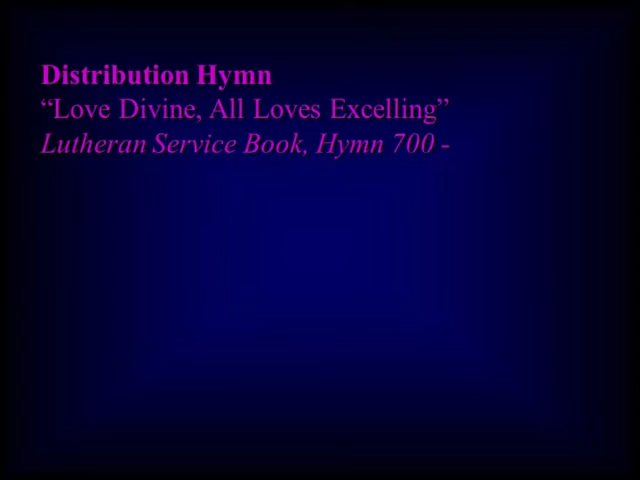 Distribution Hymn
“Love Divine, All Loves Excelling”
Lutheran Service Book, Hymn 700 -